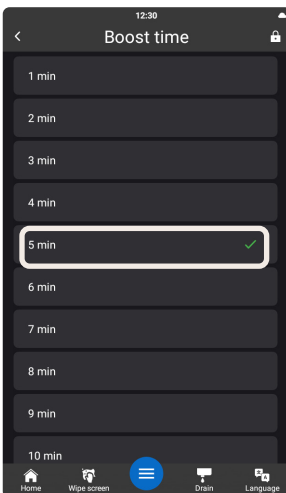 12:30
Boost time
1 min
2 min
3 min
4 min
5 min
6 min
7 min
8 min
9 min
10 min
Home Wipe screen Drain Language